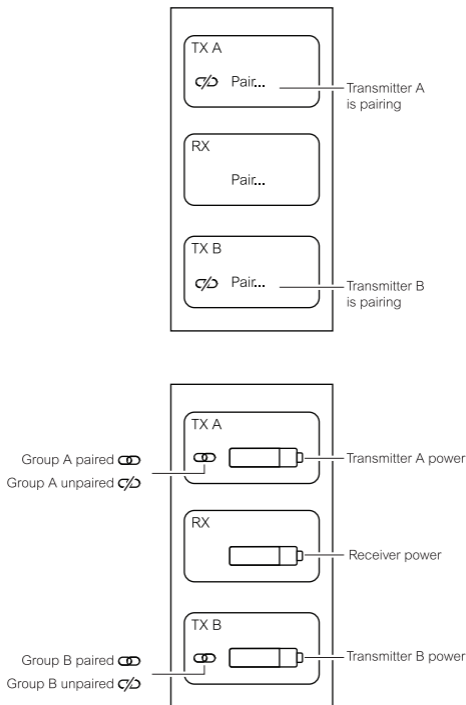 TX A
Pair...
Transmitter A
is pairing
RX
Pair...
TX B
Pair...
Transmitter B
is pairing
TX A
Group A paired
Group A unpaired
Transmitter A power
RX
Receiver power
TX B
Group B paired
Group B unpaired
Transmitter B power